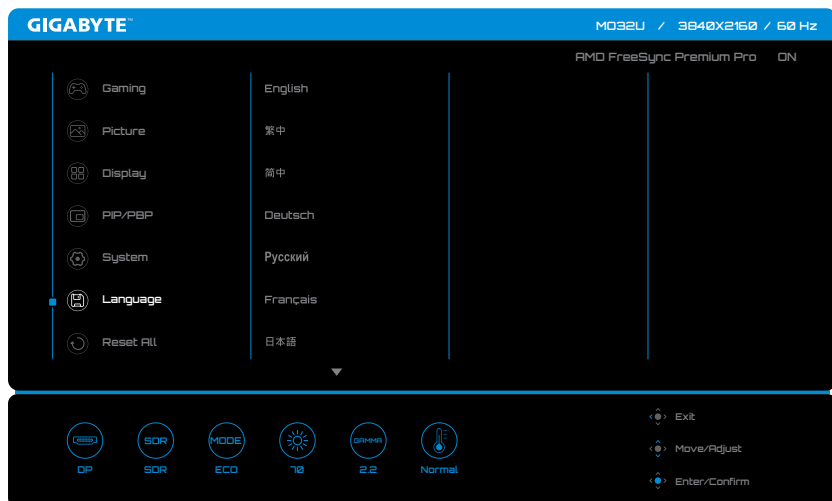 GIGABYTE™
MO32U / 3840X2160 / 60 Hz
AMD FreeSync Premium Pro ON
Gaming English
Picture 繁中
Display 简中
PIP/PBP Deutsch
System Русский
Language Français
Reset All 日本語
SDR MODE GAMMA
DP SDR ECO 70 2.2 Normal
Exit
Move/Adjust
Enter/Confirm